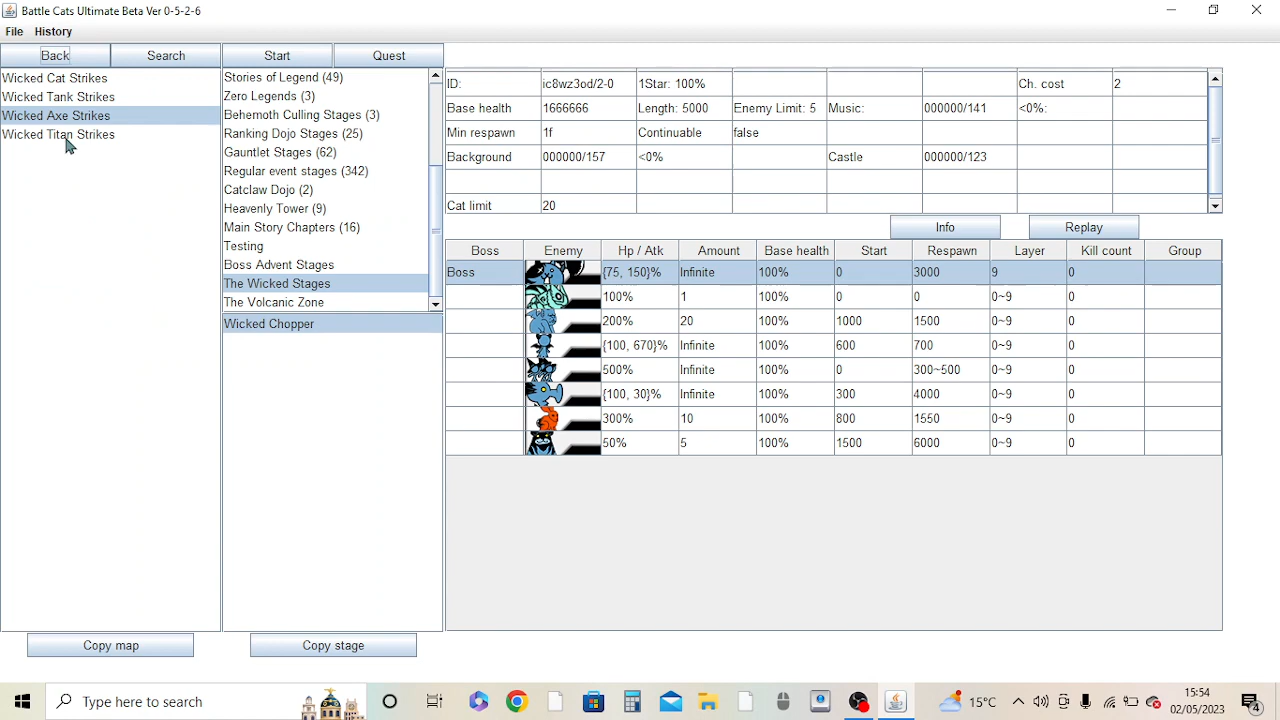 Battle Cats Ultimate Beta Ver 0-5-2-6
File History
Back Search Start Quest
Wicked Cat Strikes
Wicked Tank Strikes
Wicked Axe Strikes
Wicked Titan Strikes
Copy map
Stories of Legend (49)
Zero Legends (3)
Behemoth Culling Stages (3)
Ranking Dojo Stages (25)
Gauntlet Stages (62)
Regular event stages (342)
Catclaw Dojo (2)
Heavenly Tower (9)
Main Story Chapters (16)
Testing
Boss Advent Stages
The Wicked Stages
The Volcanic Zone
Wicked Chopper
Copy stage
ID: ic8wz3od/2-0 1Star: 100% Ch. cost 2
Base health 1666666 Length: 5000 Enemy Limit: 5 Music: 000000/141 <0%:
Min respawn 1f Continuable false
Background 000000/157 <0% Castle 000000/123
Cat limit 20
Info Replay
Boss Enemy Hp / Atk Amount Base health Start Respawn Layer Kill count Group
Boss {75, 150}% Infinite 100% 0 3000 9 0
100% 1 100% 0 0 0~9 0
200% 20 100% 1000 1500 0~9 0
{100, 670}% Infinite 100% 600 700 0~9 0
500% Infinite 100% 0 300~500 0~9 0
{100, 30}% Infinite 100% 300 4000 0~9 0
300% 10 100% 800 1550 0~9 0
50% 5 100% 1500 6000 0~9 0
Type here to search
15°C
15:54
02/05/2023
4